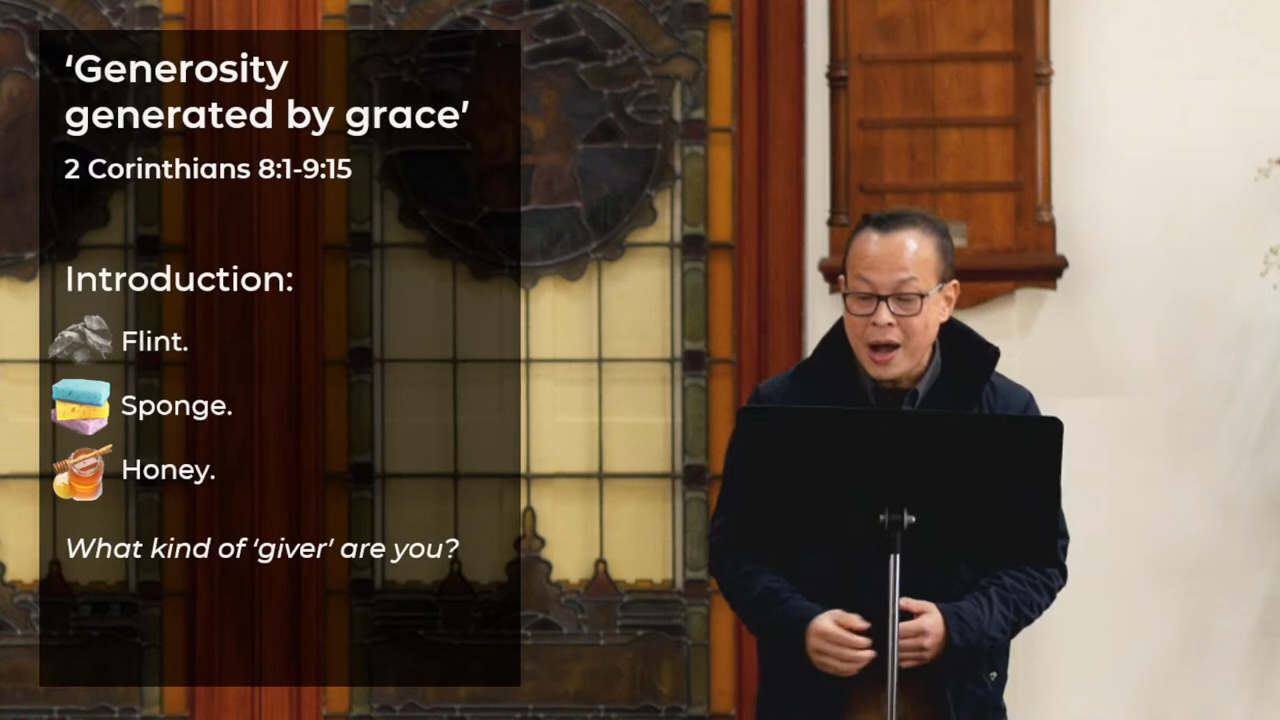 ‘Generosity
generated by grace’
2 Corinthians 8:1-9:15
Introduction:
Flint.
Sponge.
Honey.
What kind of ‘giver’ are you?